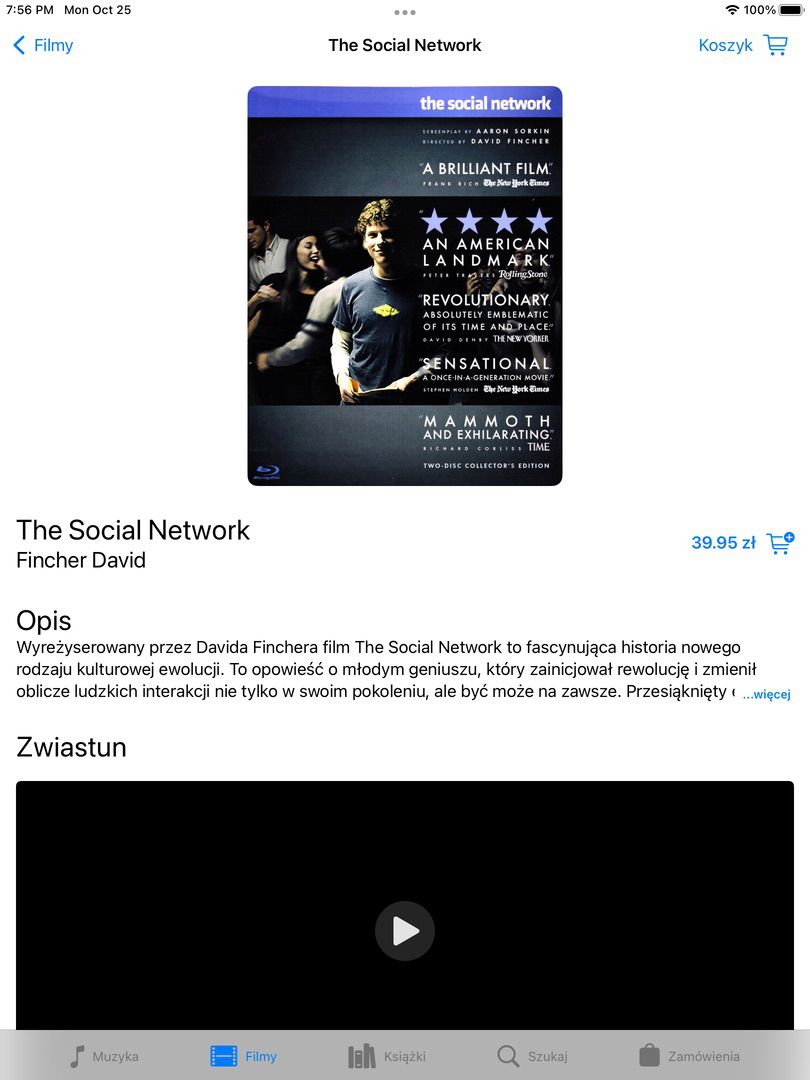 7:56 PM Mon Oct 25
100%
Filmy
The Social Network
Koszyk
the social network
SCREENPLAY BY AARON SORKIN
DIRECTED BY DAVID FINCHER
"A BRILLIANT FILM."
FRANK RICH The New York Times
"
AN AMERICAN
LANDMARK"
PETER TRAVERS RollingStone
"REVOLUTIONARY.
ABSOLUTELY EMBLEMATIC
OF ITS TIME AND PLACE."
DAVID DENBY THE NEW YORKER
"SENSATIONAL.
A ONCE-IN-A-GENERATION MOVIE."
STEPHEN HOLDEN The New York Times
"MAMMOTH
AND EXHILARATING."
RICHARD CORLISS TIME
TWO-DISC COLLECTOR'S EDITION
Blu-ray Disc
The Social Network
Fincher David
39.95 zł
Opis
Wyreżyserowany przez Davida Finchera film The Social Network to fascynująca historia nowego
rodzaju kulturowej ewolucji. To opowieść o młodym geniuszu, który zainicjował rewolucję i zmienił
oblicze ludzkich interakcji nie tylko w swoim pokoleniu, ale być może na zawsze. Przesiąknięty
...więcej
Zwiastun
Muzyka
Filmy
Książki
Szukaj
Zamówienia